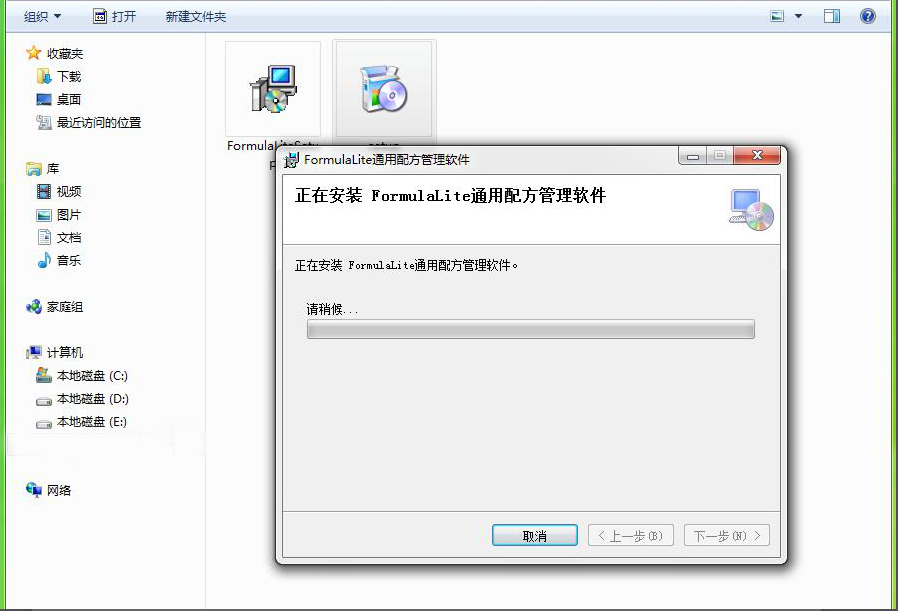 组织
打开
新建文件夹
收藏夹
下载
桌面
最近访问的位置
库
视频
图片
文档
音乐
家庭组
计算机
本地磁盘 (C:)
本地磁盘 (D:)
本地磁盘 (E:)
网络
FormulaLite通用配方管理软件
正在安装 FormulaLite通用配方管理软件
正在安装 FormulaLite通用配方管理软件。
请稍候...
取消
< 上一步(B)
下一步(N) >